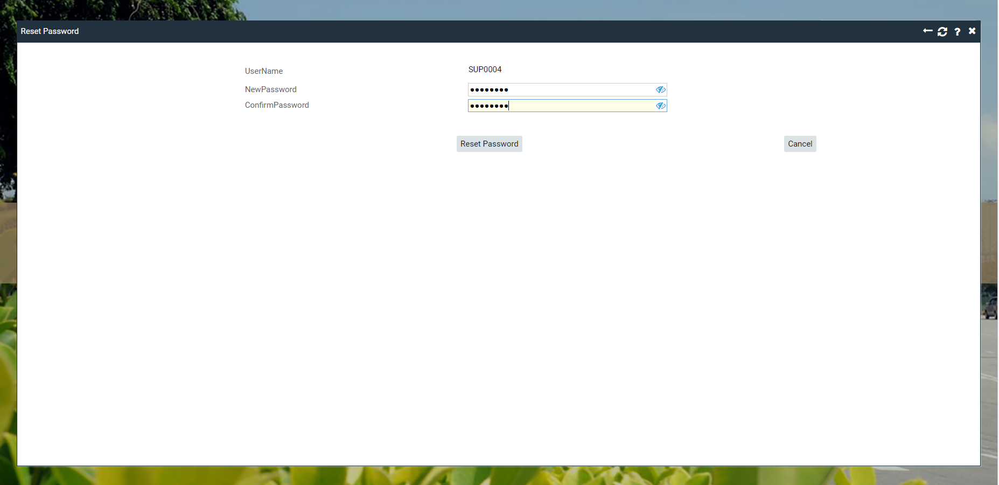 Reset Password
UserName SUP0004
NewPassword ••••••••
ConfirmPassword ••••••••
Reset Password Cancel